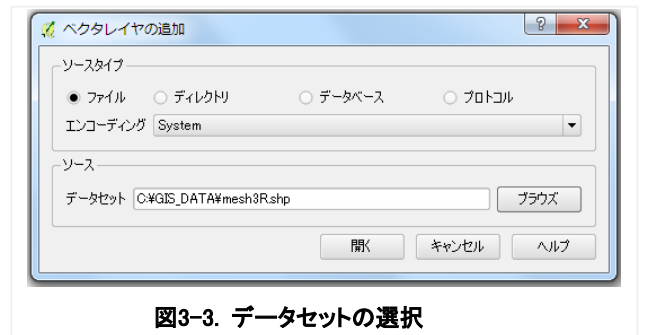 ベクタレイヤの追加
ソースタイプ
ファイル ディレクトリ データベース プロトコル
エンコーディング System
ソース
データセット C:¥GIS_DATA¥mesh3R.shp ブラウズ
開く キャンセル ヘルプ
図3-3. データセットの選択